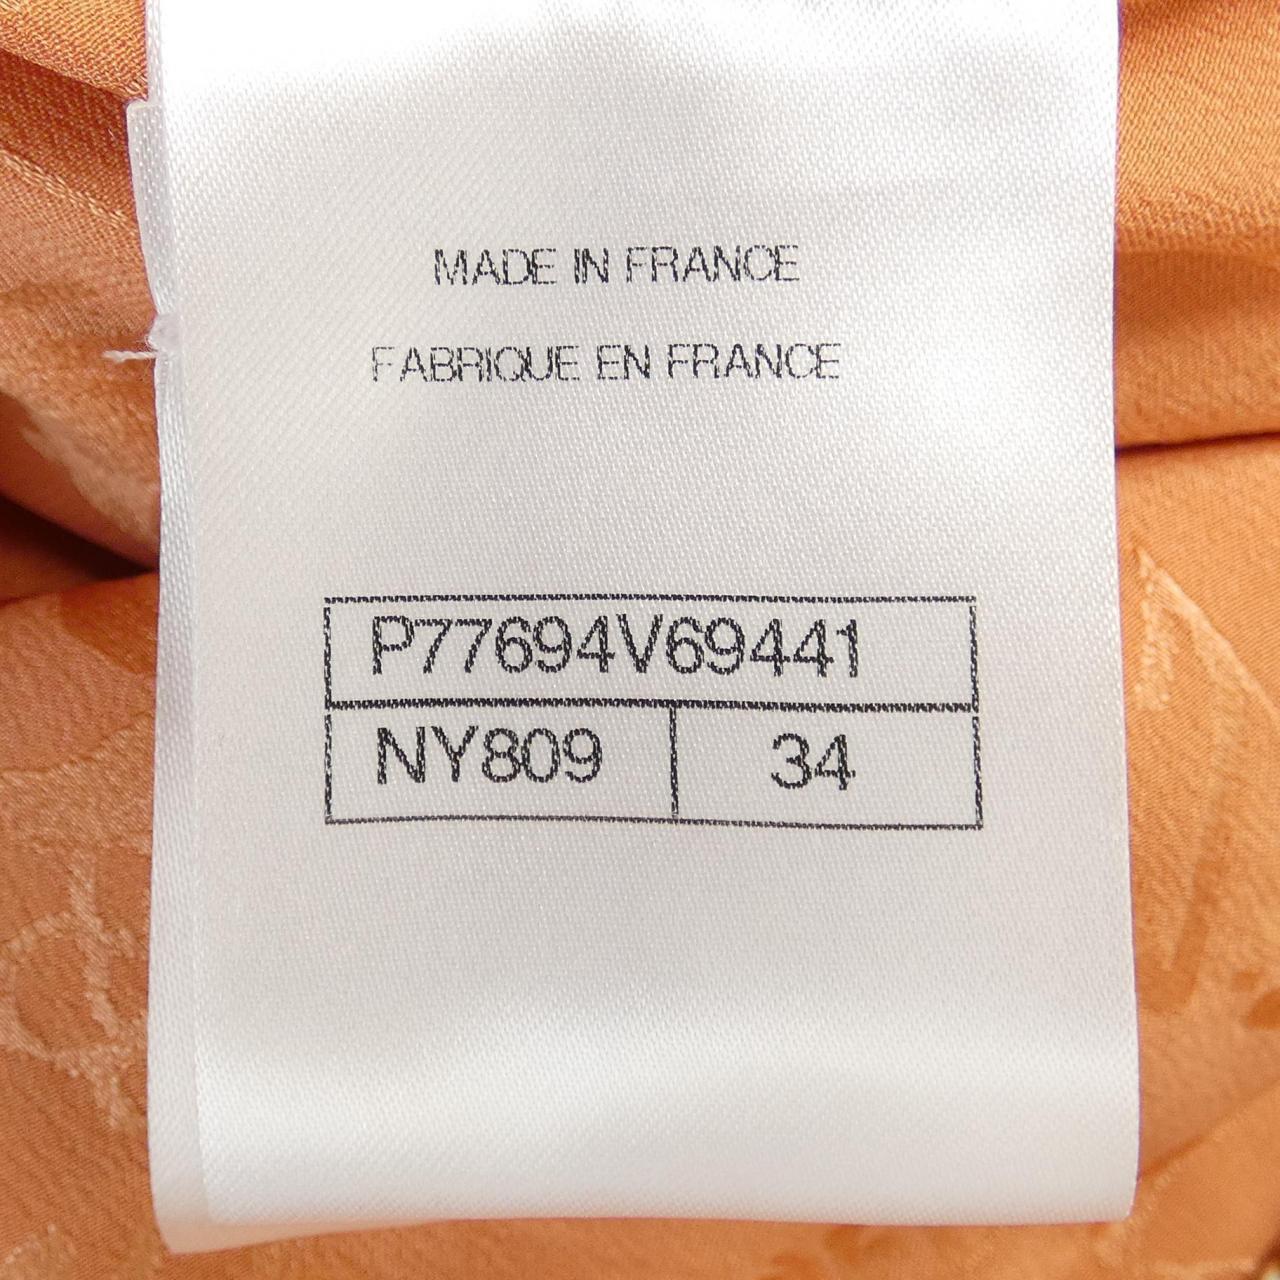 MADE IN FRANCE
FABRIQUE EN FRANCE
P77694V69441
NY809 34